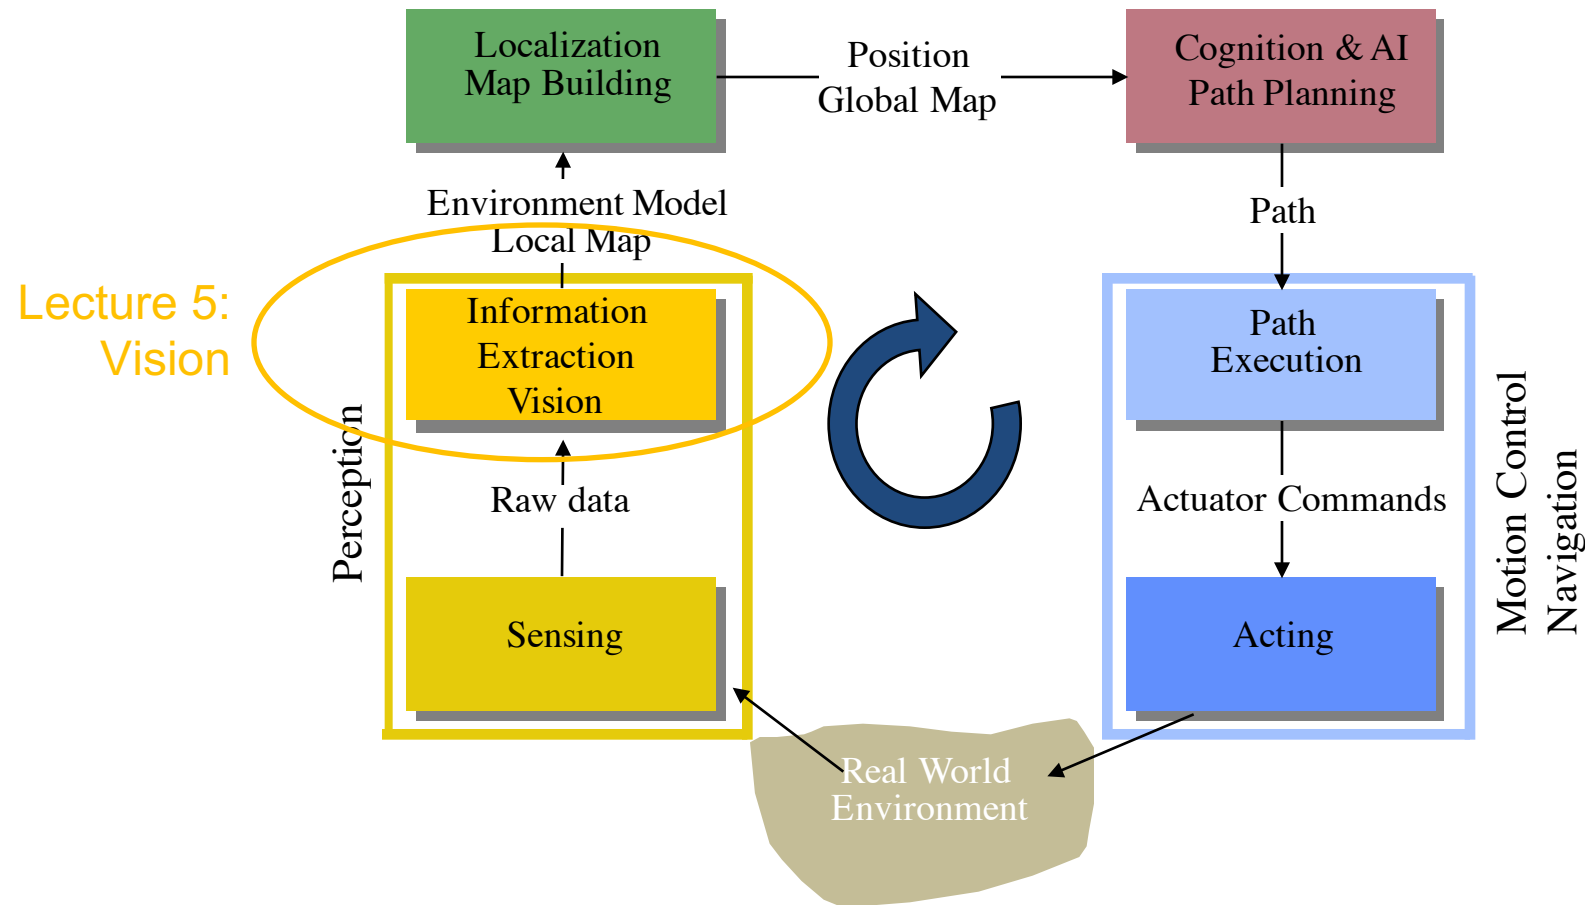 Localization
Map Building
Position
Global Map
Cognition & AI
Path Planning
Environment Model
Local Map
Path
Lecture 5:
Vision
Information
Extraction
Vision
Path
Execution
Perception
Raw data
Actuator Commands
Motion Control
Navigation
Sensing
Acting
Real World
Environment